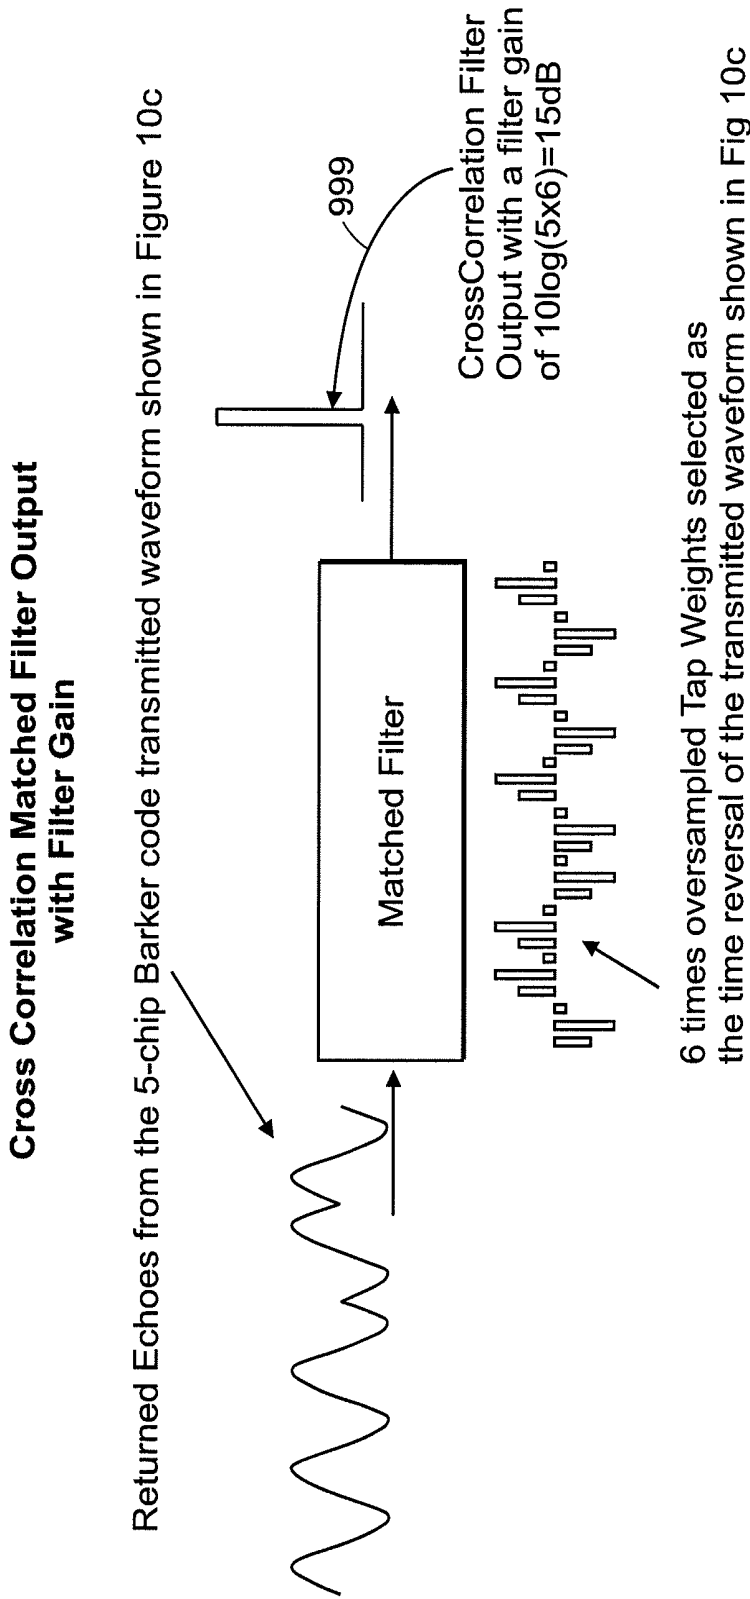 Cross Correlation Matched Filter Output
with Filter Gain
Returned Echoes from the 5-chip Barker code transmitted waveform shown in Figure 10c
999
CrossCorrelation Filter
Output with a filter gain
of 10log(5x6)=15dB
Matched Filter
6 times oversampled Tap Weights selected as
the time reversal of the transmitted waveform shown in Fig 10c